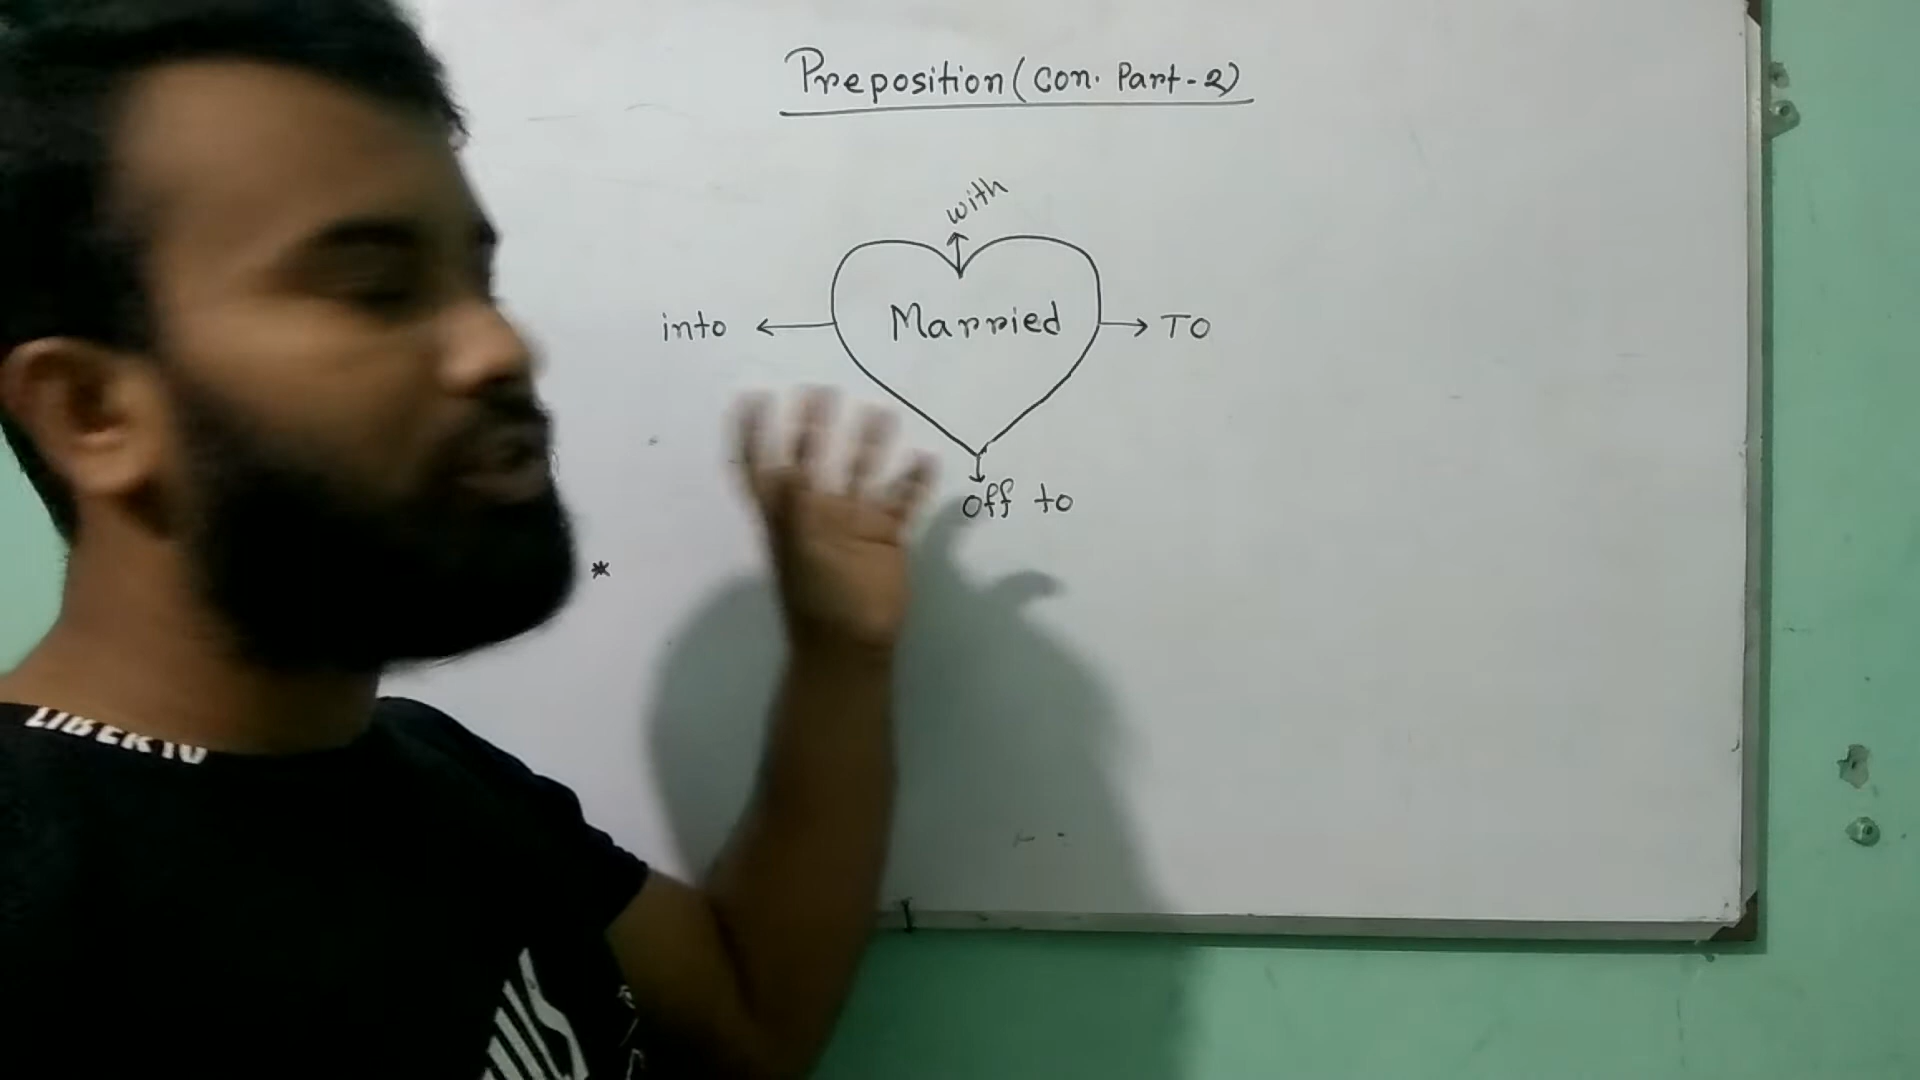 Preposition (Con. Part-2)
with
into
Married
TO
off to
*